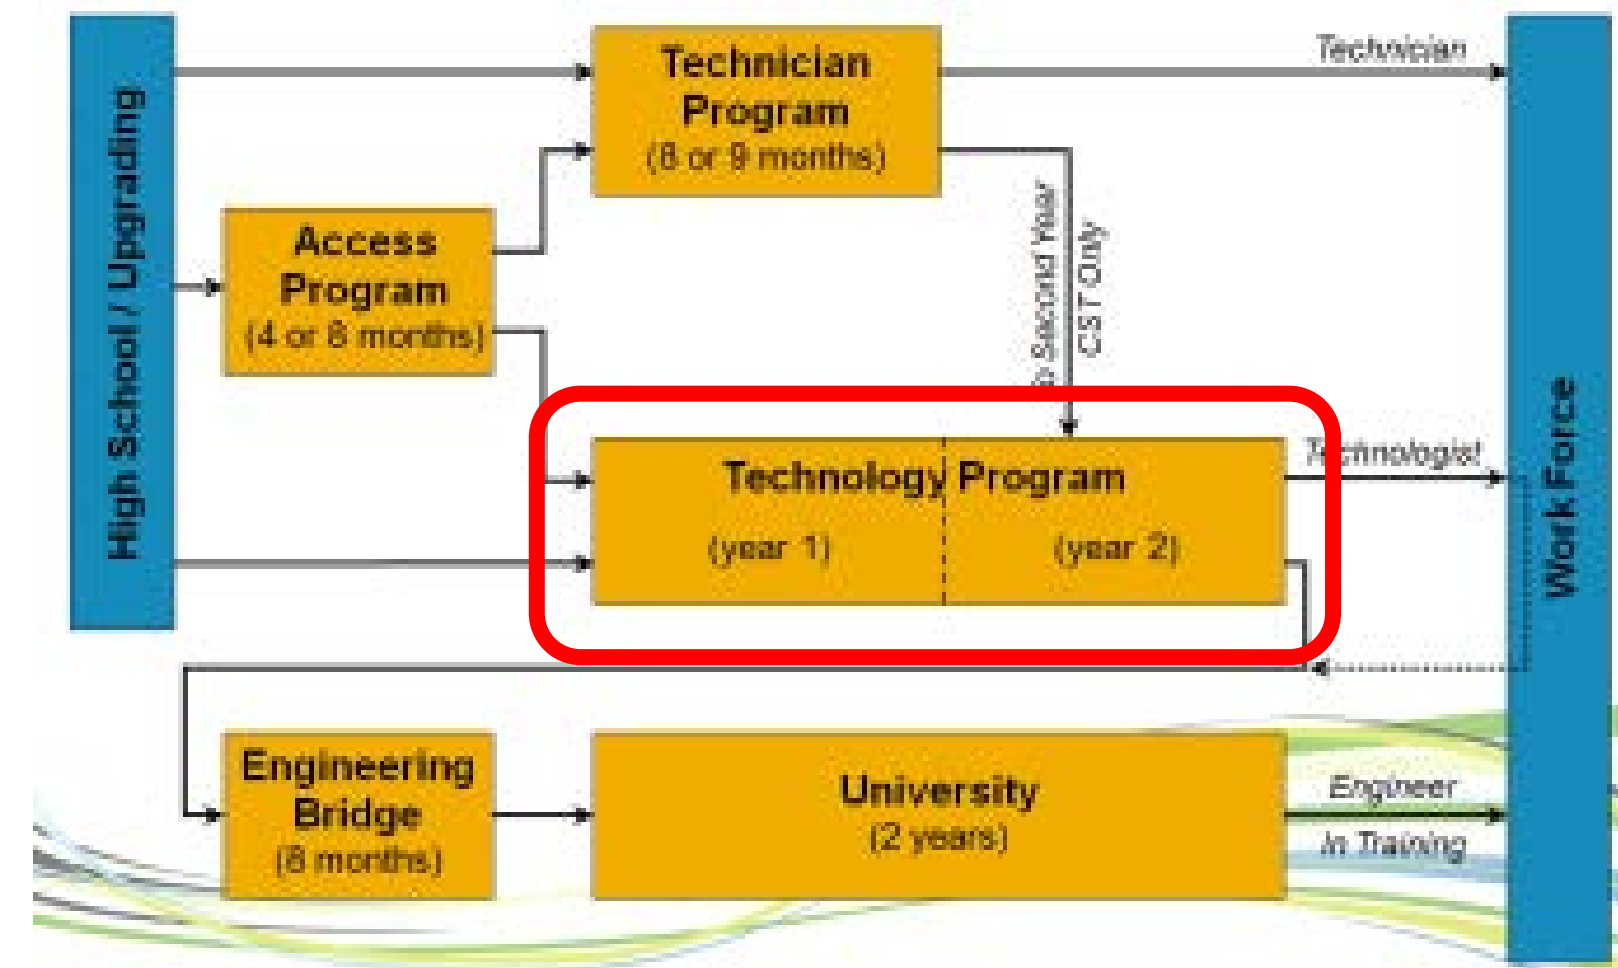 High School / Upgrading
Technician
Program
(8 or 9 months)
Technician
Access
Program
(4 or 8 months)
Second Year
CST Only
Technology Program
(year 1)
(year 2)
Technologist
Work Force
Engineering
Bridge
(8 months)
University
(2 years)
Engineer
In Training